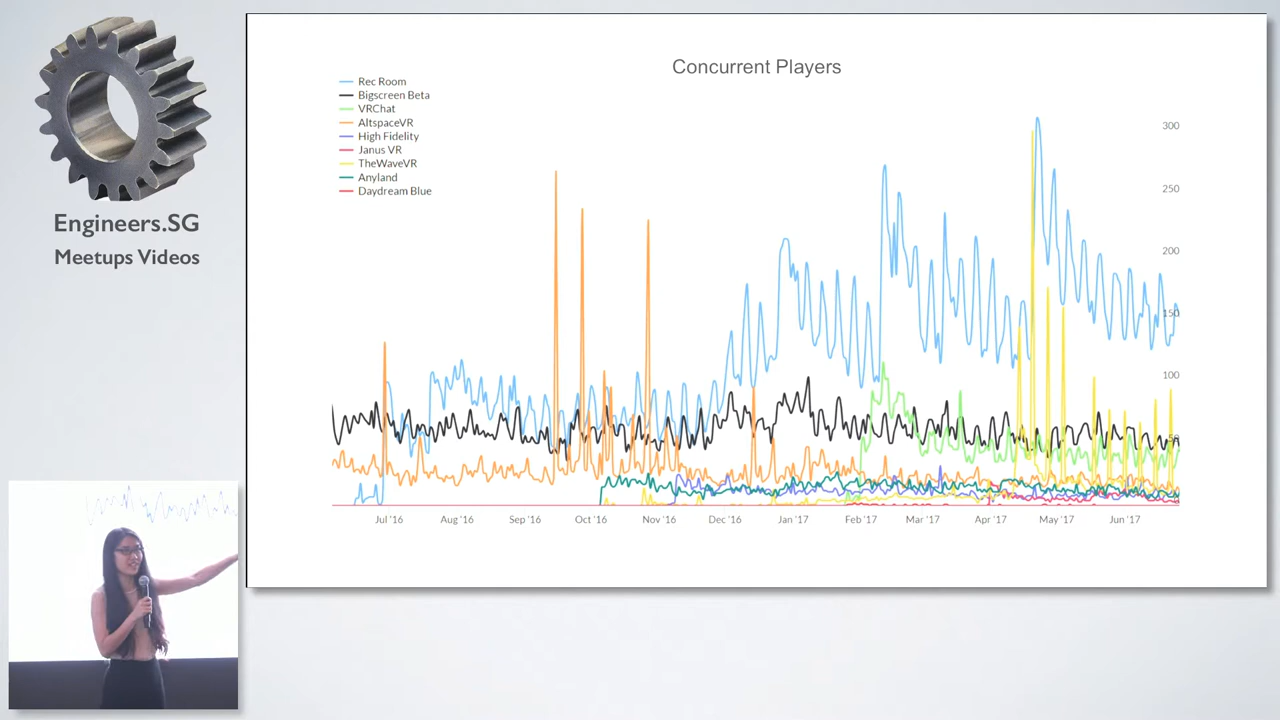 Engineers.SG
Meetups Videos
Concurrent Players
Rec Room
Bigscreen Beta
VRChat
AltspaceVR
High Fidelity
Janus VR
TheWaveVR
Anyland
Daydream Blue
300
250
200
150
100
50
Jul '16
Aug '16
Sep '16
Oct '16
Nov '16
Dec '16
Jan '17
Feb '17
Mar '17
Apr '17
May '17
Jun '17